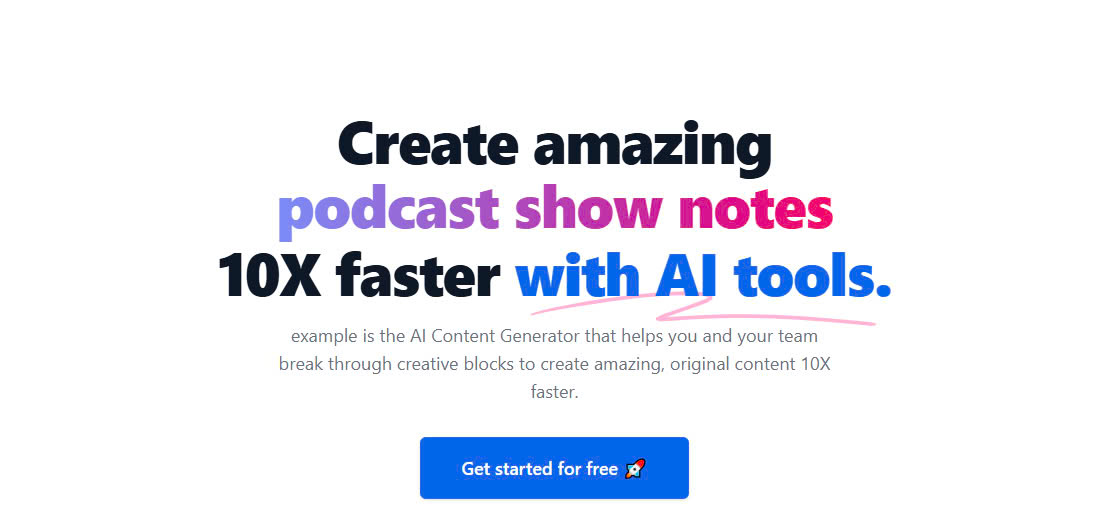 Create amazing
podcast show notes
10X faster with AI tools.
example is the AI Content Generator that helps you and your team
break through creative blocks to create amazing, original content 10X
faster.
Get started for free 🚀